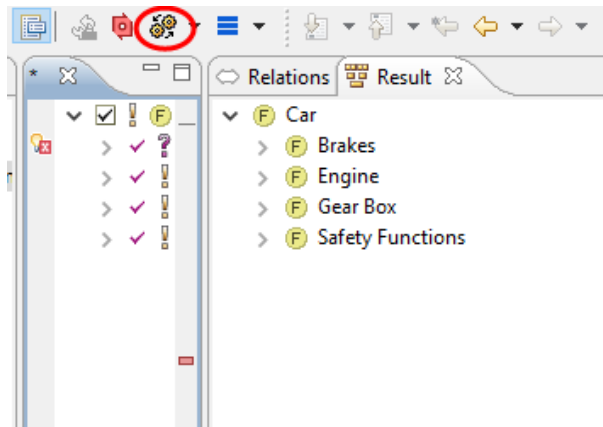 *
Relations
Result
F
F Car
F Brakes
F Engine
F Gear Box
F Safety Functions